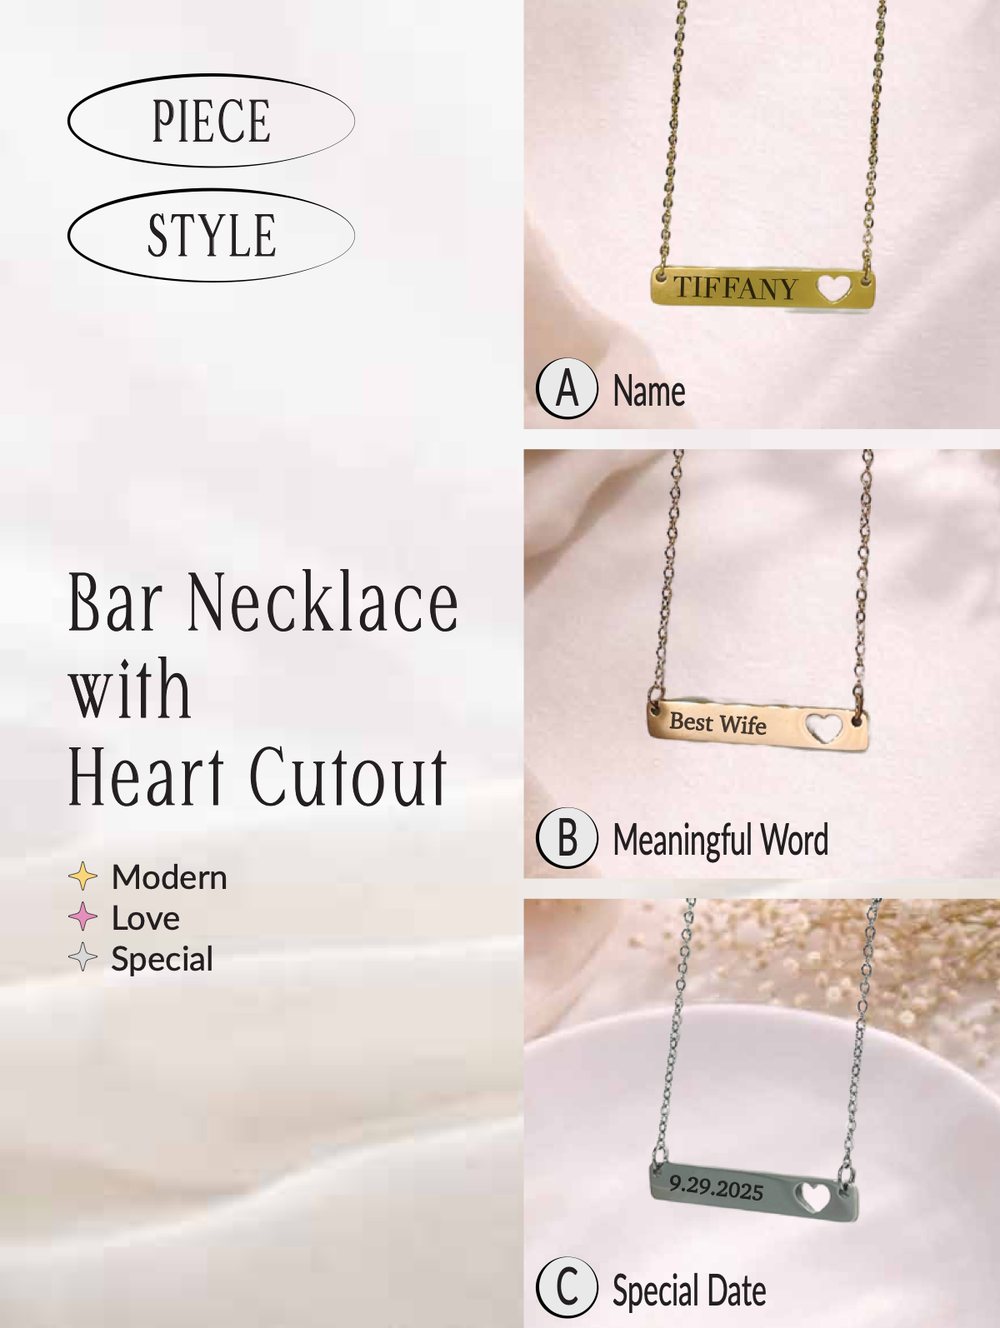 PIECE
STYLE
Bar Necklace
with
Heart Cutout
Modern
Love
Special
TIFFANY
A Name
Best Wife
B Meaningful Word
9.29.2025
C Special Date